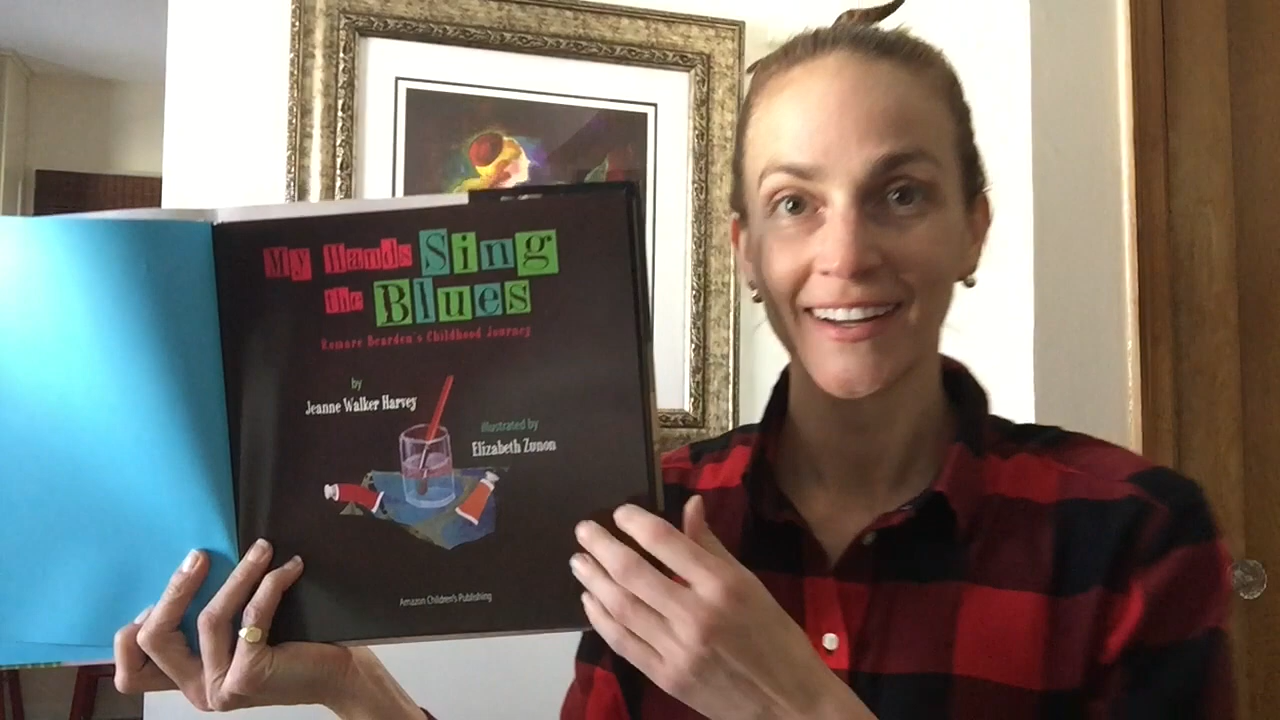 My Hands Sing
the Blues
Romare Bearden's Childhood Journey
by
Jeanne Walker Harvey
illustrated by
Elizabeth Zunon
Amazon Children's Publishing